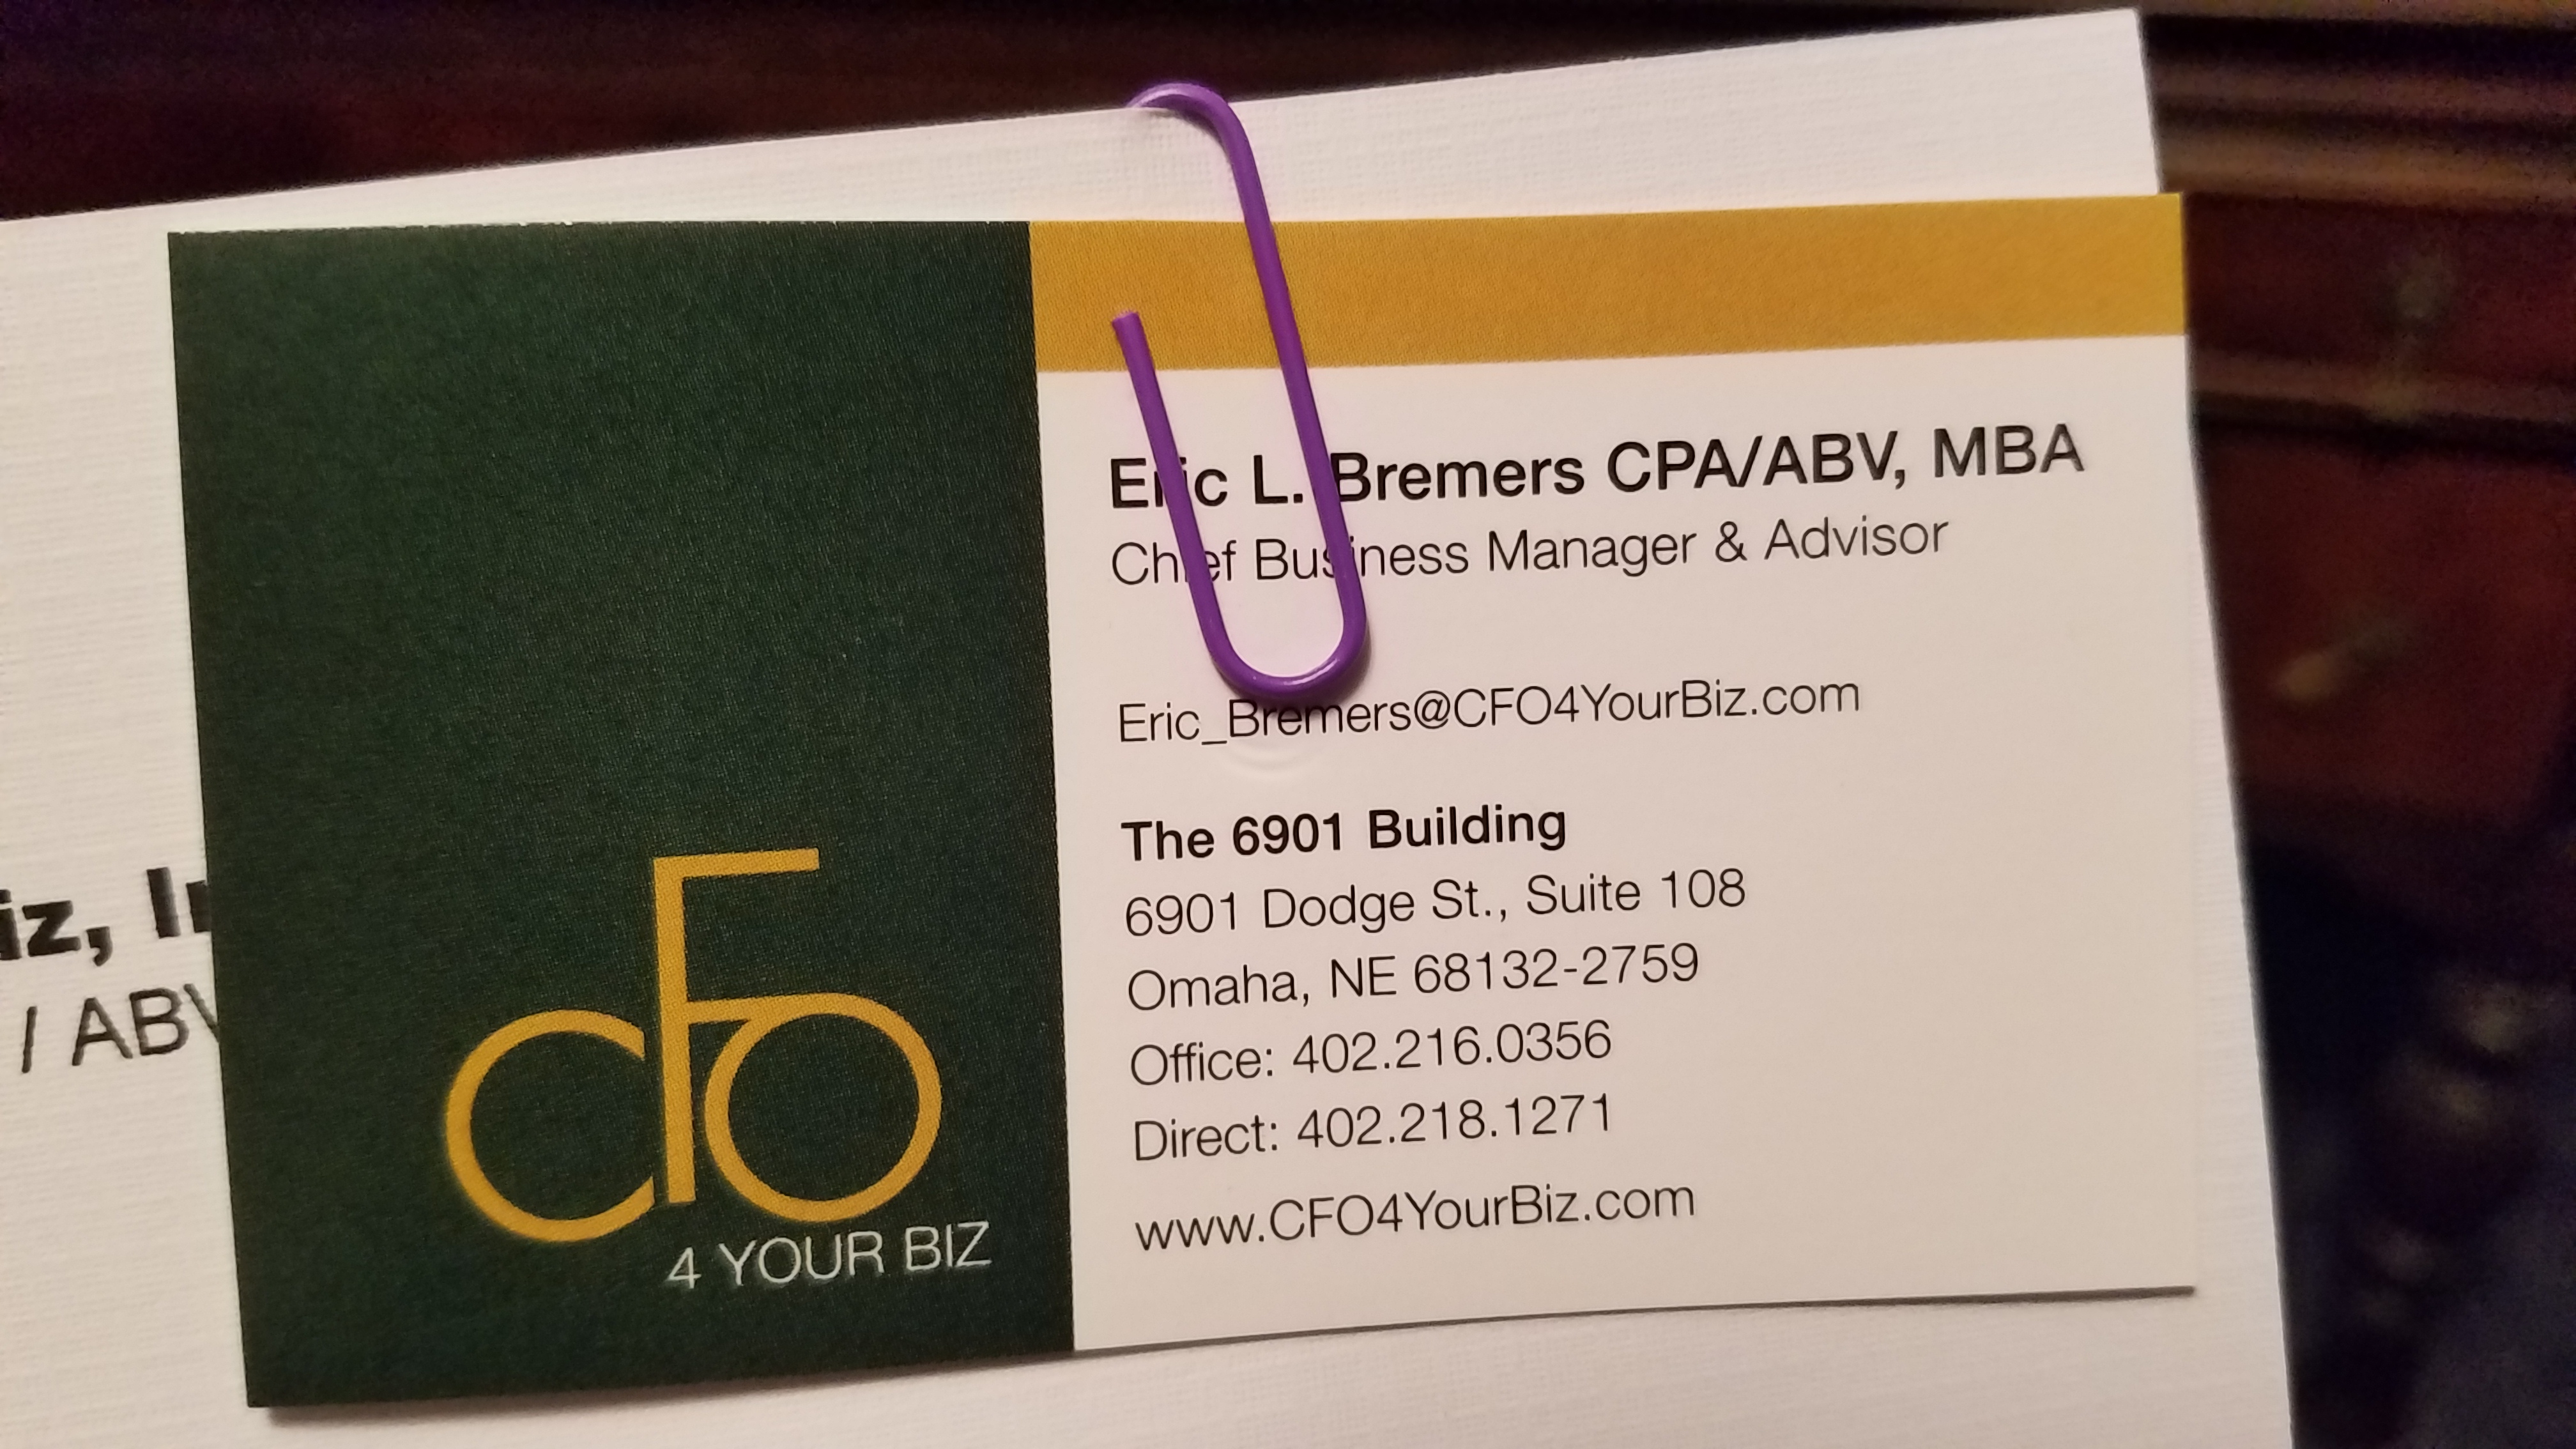 Eric L. Bremers CPA/ABV, MBA
Chief Business Manager & Advisor
Eric_Bremers@CFO4YourBiz.com
The 6901 Building
6901 Dodge St., Suite 108
Omaha, NE 68132-2759
Office: 402.216.0356
Direct: 402.218.1271
www.CFO4YourBiz.com
cFo
4 YOUR BIZ
iz,
/ ABV